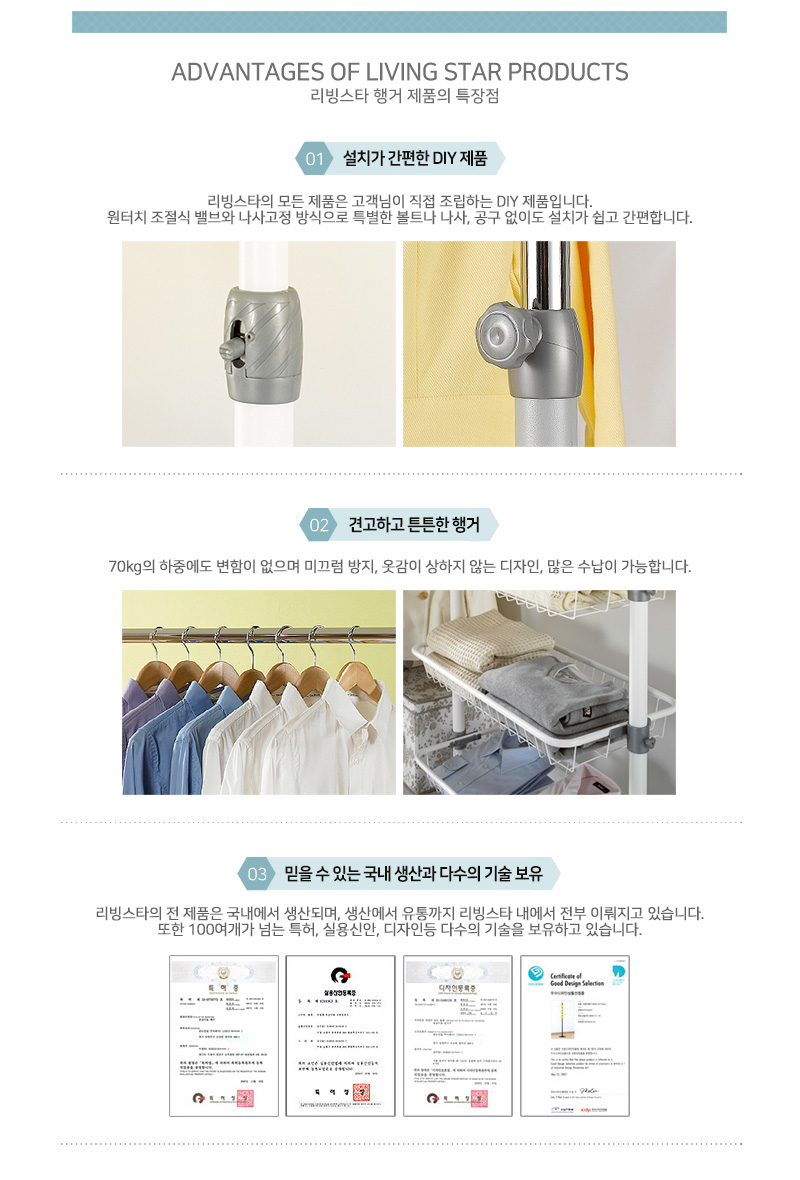 ADVANTAGES OF LIVING STAR PRODUCTS
리빙스타 행거 제품의 특장점
01 설치가 간편한 DIY 제품
리빙스타의 모든 제품은 고객님이 직접 조립하는 DIY 제품입니다.
원터치 조절식 밸브와 나사고정 방식으로 특별한 볼트나 나사, 공구 없이도 설치가 쉽고 간편합니다.
02 견고하고 튼튼한 행거
70kg의 하중에도 변함이 없으며 미끄럼 방지, 옷감이 상하지 않는 디자인, 많은 수납이 가능합니다.
03 믿을 수 있는 국내 생산과 다수의 기술 보유
리빙스타의 전 제품은 국내에서 생산되며, 생산에서 유통까지 리빙스타 내에서 전부 이뤄지고 있습니다.
또한 100여개가 넘는 특허, 실용신안, 디자인등 다수의 기술을 보유하고 있습니다.
특 허 증
실용신안등록증
디자인등록증
Certificate of
Good Design Selection
특 허 청
특 허 청
특 허 청